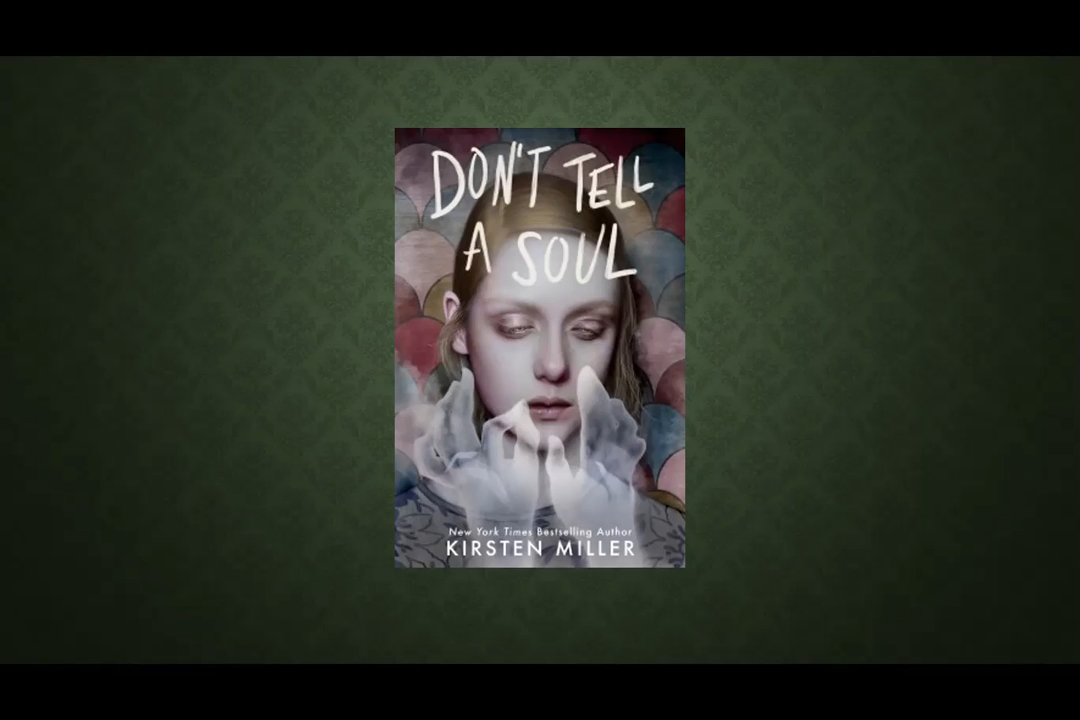 DON'T TELL
A SOUL
New York Times Bestselling Author
KIRSTEN MILLER